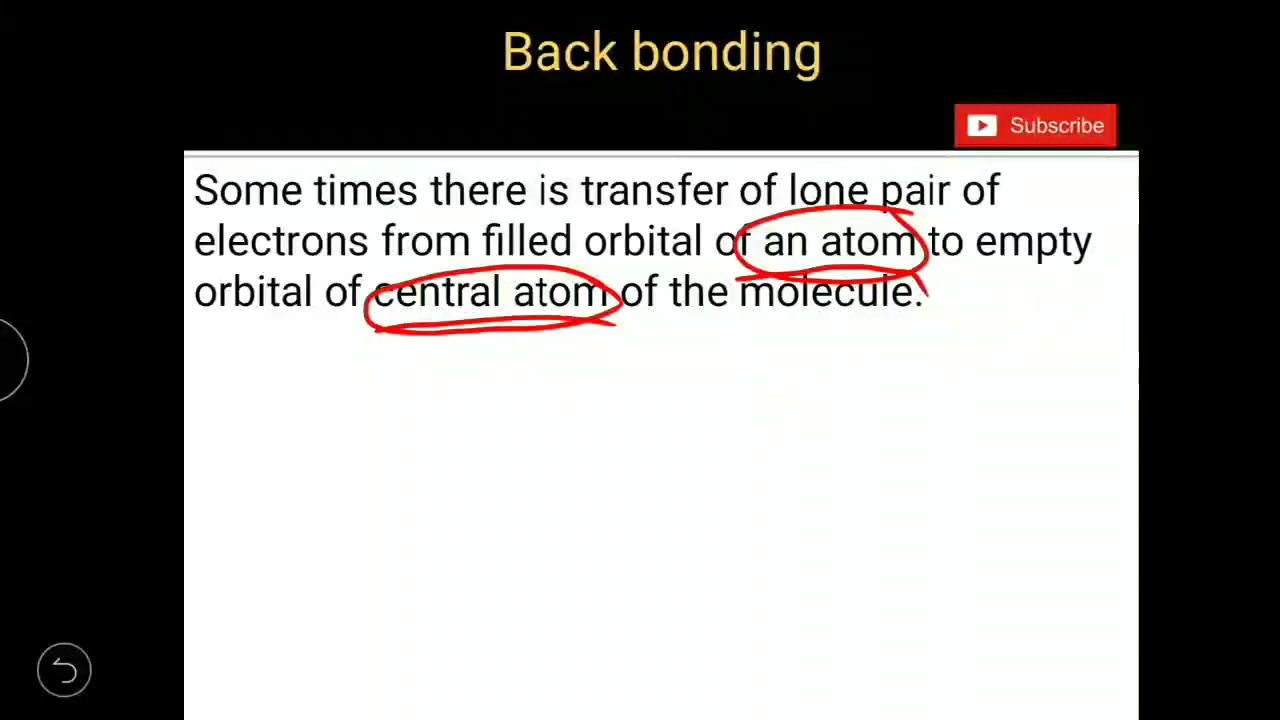 Back bonding
Subscribe
Some times there is transfer of lone pair of
electrons from filled orbital of an atom to empty
orbital of central atom of the molecule.